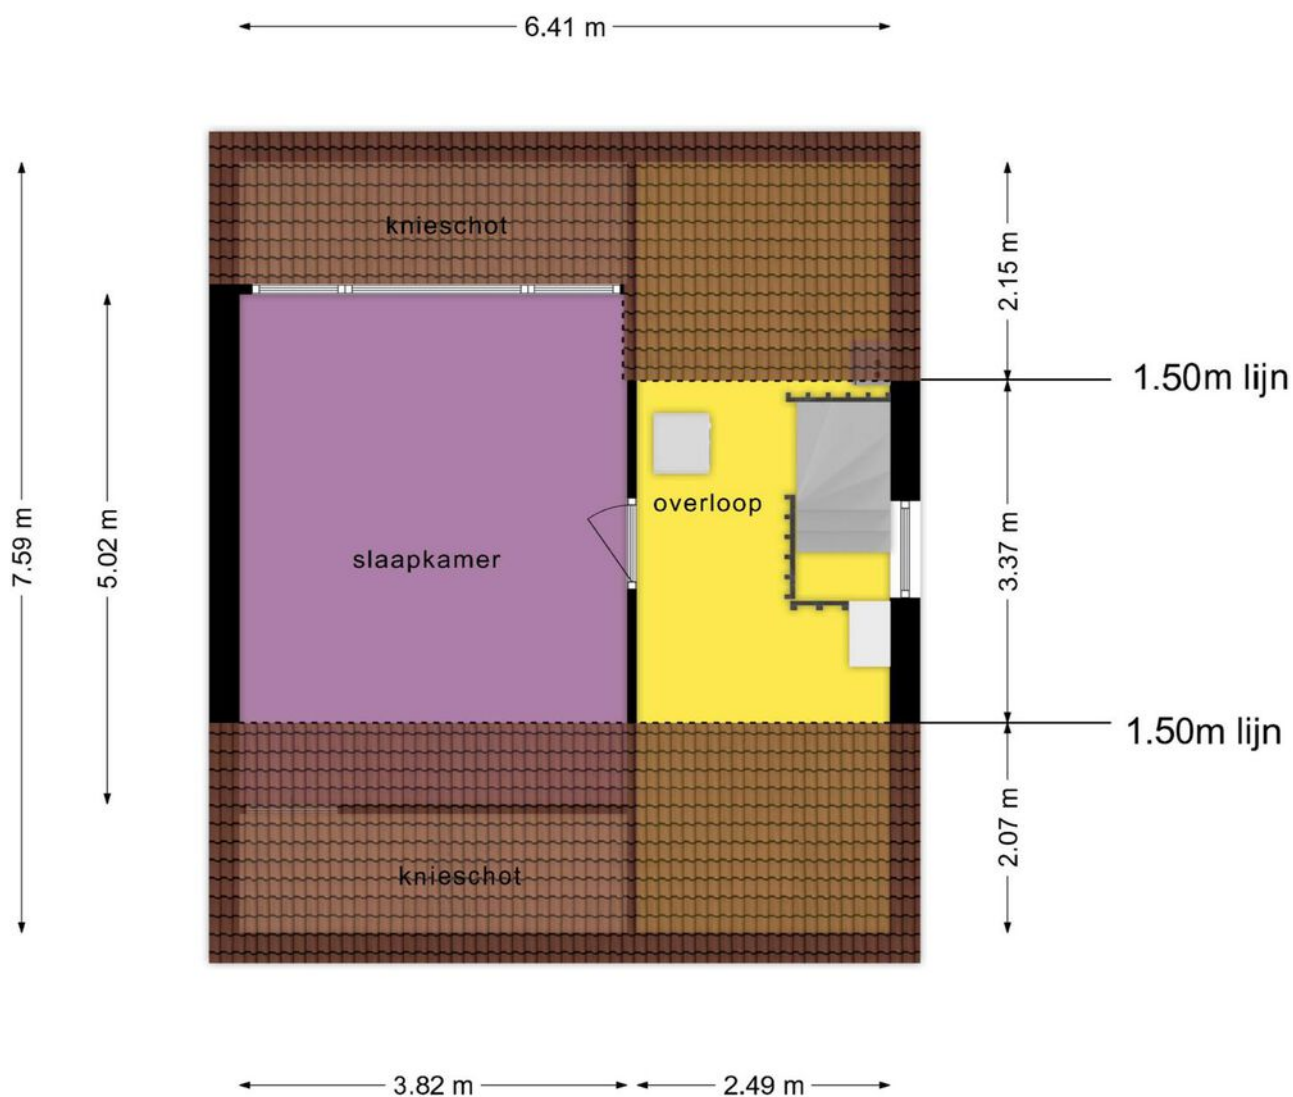 6.41 m
knieschot
2.15 m
1.50m lijn
overloop
7.59 m
5.02 m
slaapkamer
3.37 m
1.50m lijn
2.07 m
knieschot
3.82 m
2.49 m